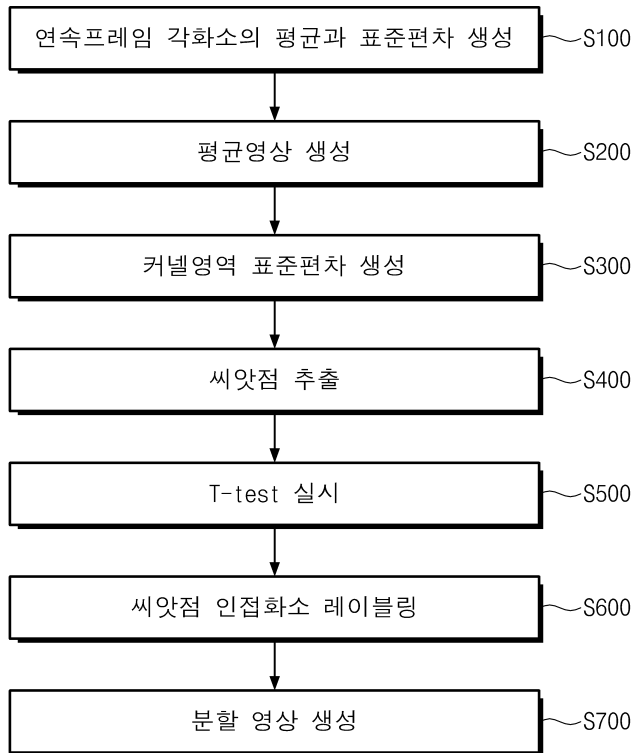 연속프레임 각화소의 평균과 표준편차 생성 S100
평균영상 생성 S200
커널영역 표준편차 생성 S300
씨앗점 추출 S400
T-test 실시 S500
씨앗점 인접화소 레이블링 S600
분할 영상 생성 S700